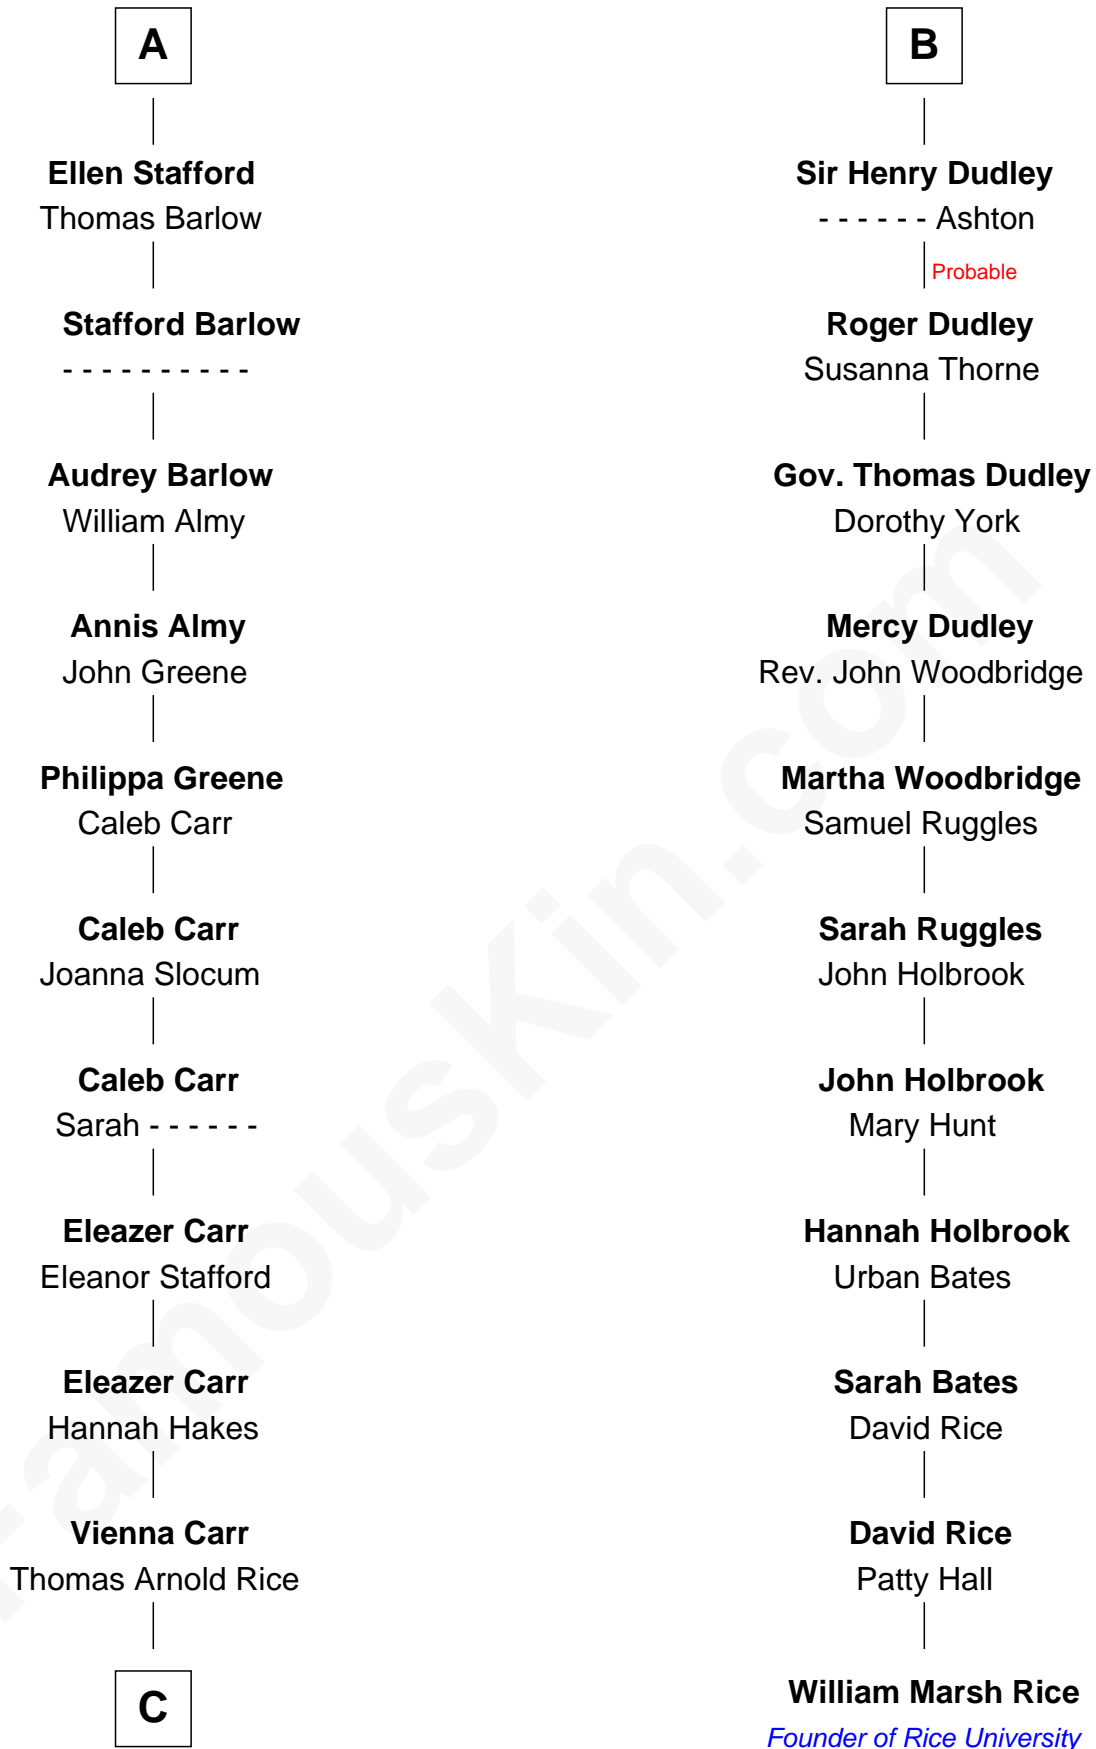 A
Ellen Stafford
Thomas Barlow
Stafford Barlow
- - - - - - - - - -
Audrey Barlow
William Almy
Annis Almy
John Greene
Philippa Greene
Caleb Carr
Caleb Carr
Joanna Slocum
Caleb Carr
Sarah - - - - - -
Eleazer Carr
Eleanor Stafford
Eleazer Carr
Hannah Hakes
Vienna Carr
Thomas Arnold Rice
C
B
Sir Henry Dudley
- - - - - - Ashton
Probable
Roger Dudley
Susanna Thorne
Gov. Thomas Dudley
Dorothy York
Mercy Dudley
Rev. John Woodbridge
Martha Woodbridge
Samuel Ruggles
Sarah Ruggles
John Holbrook
John Holbrook
Mary Hunt
Hannah Holbrook
Urban Bates
Sarah Bates
David Rice
David Rice
Patty Hall
William Marsh Rice
Founder of Rice University
FamousKin.com